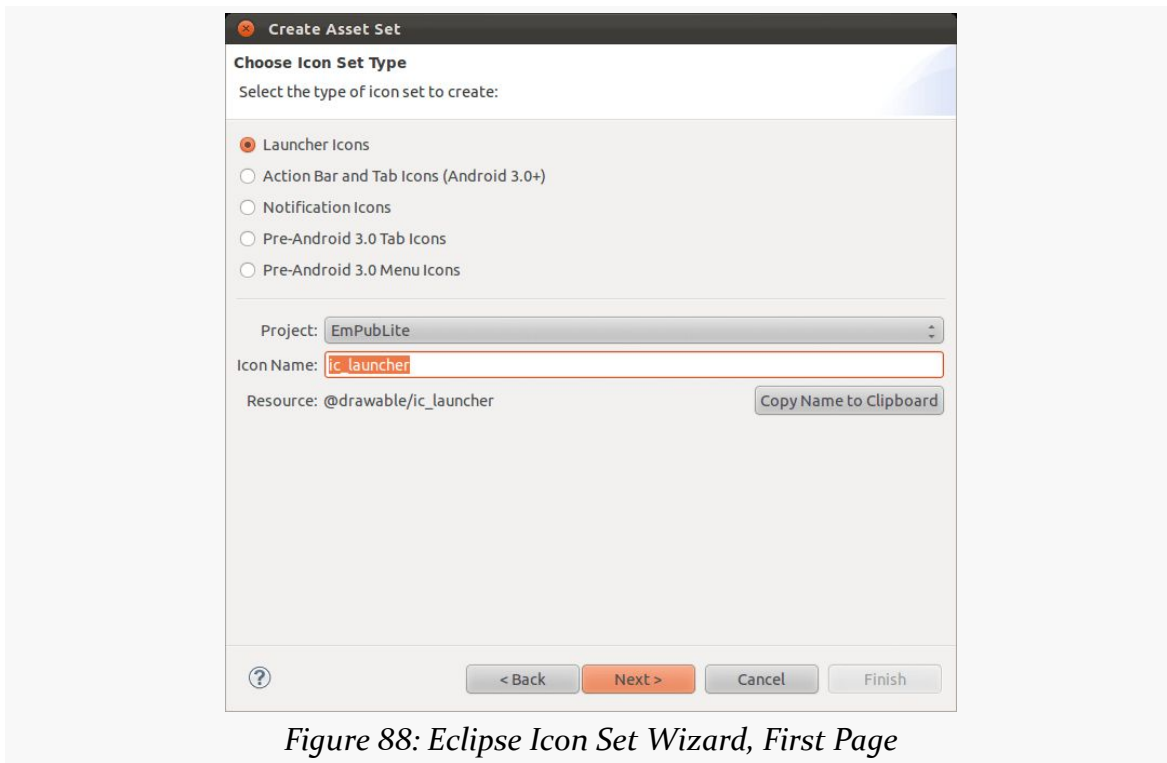 Create Asset Set
Choose Icon Set Type
Select the type of icon set to create:
Launcher Icons
Action Bar and Tab Icons (Android 3.0+)
Notification Icons
Pre-Android 3.0 Tab Icons
Pre-Android 3.0 Menu Icons
Project: EmPubLite
Icon Name: ic_launcher
Resource: @drawable/ic_launcher Copy Name to Clipboard
? < Back Next > Cancel Finish
Figure 88: Eclipse Icon Set Wizard, First Page